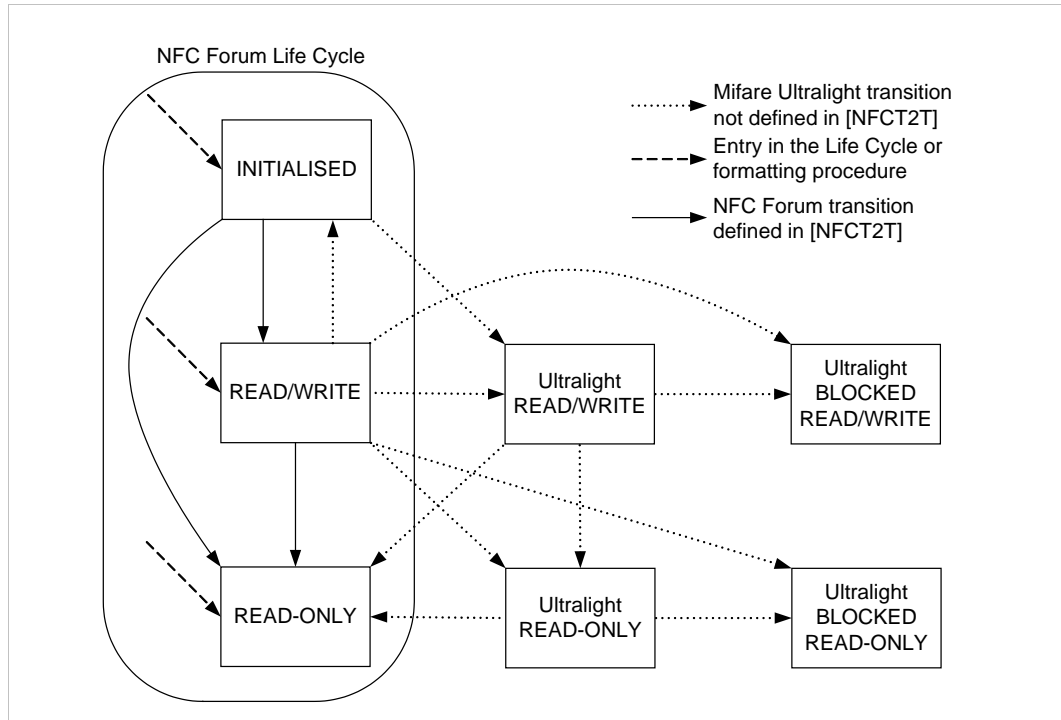 NFC Forum Life Cycle
Mifare Ultralight transition
not defined in [NFCT2T]
Entry in the Life Cycle or
formatting procedure
NFC Forum transition
defined in [NFCT2T]
INITIALISED
READ/WRITE
Ultralight
READ/WRITE
Ultralight
BLOCKED
READ/WRITE
READ-ONLY
Ultralight
READ-ONLY
Ultralight
BLOCKED
READ-ONLY